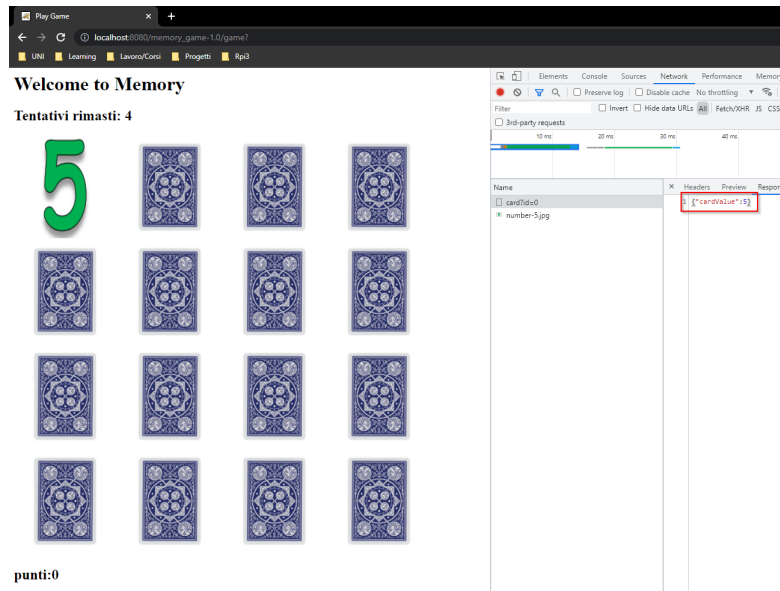 Play Game
localhost:8080/memory_game-1.0/game?
UNI Learning Lavoro/Corsi Progetti Rpi3
Welcome to Memory
Tentativi rimasti: 4
5
punti:0
Elements Console Sources Network Performance Memor
Preserve log Disable cache No throttling
Filter Invert Hide data URLs All Fetch/XHR JS CSS
3rd-party requests
10 ms 20 ms 30 ms 40 ms
Name
card?id=0
number-5.jpg
Headers Preview Respon
1 {"cardValue":5}